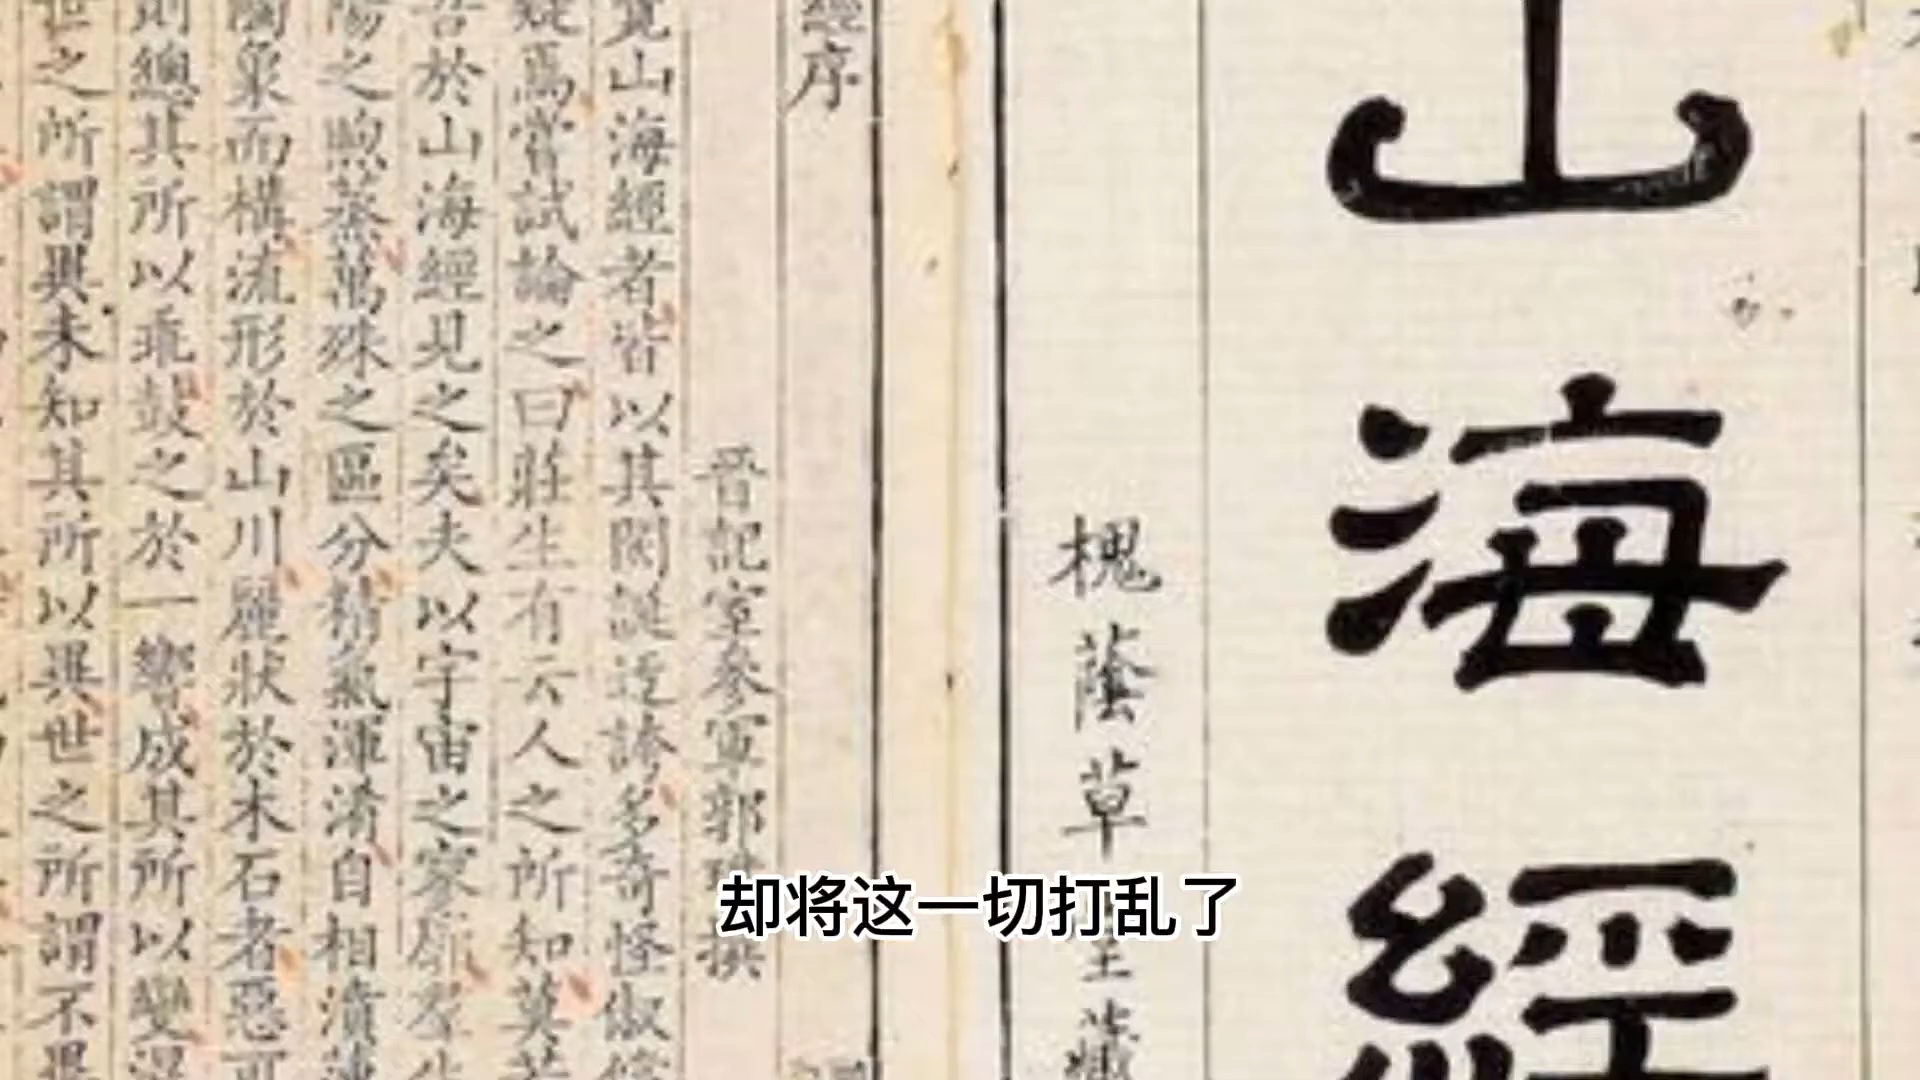 山海經
槐蔭草
經序
晉記室參軍郭
覽山海經者皆以其閎誕迂誇多奇怪俶
疑焉嘗試論之曰莊生有云人之所知莫
吾於山海經見之矣夫以宇宙之寥廓羣生
陽之煦蒸萬殊之區分精氣渾淆自相濆薄
觸象而構流形於山川麗狀於木石者惡可
則總其所以乖鼓之於一響成其所以變混
世之所謂異未知其所以異世之所謂不異
却将这一切打乱了